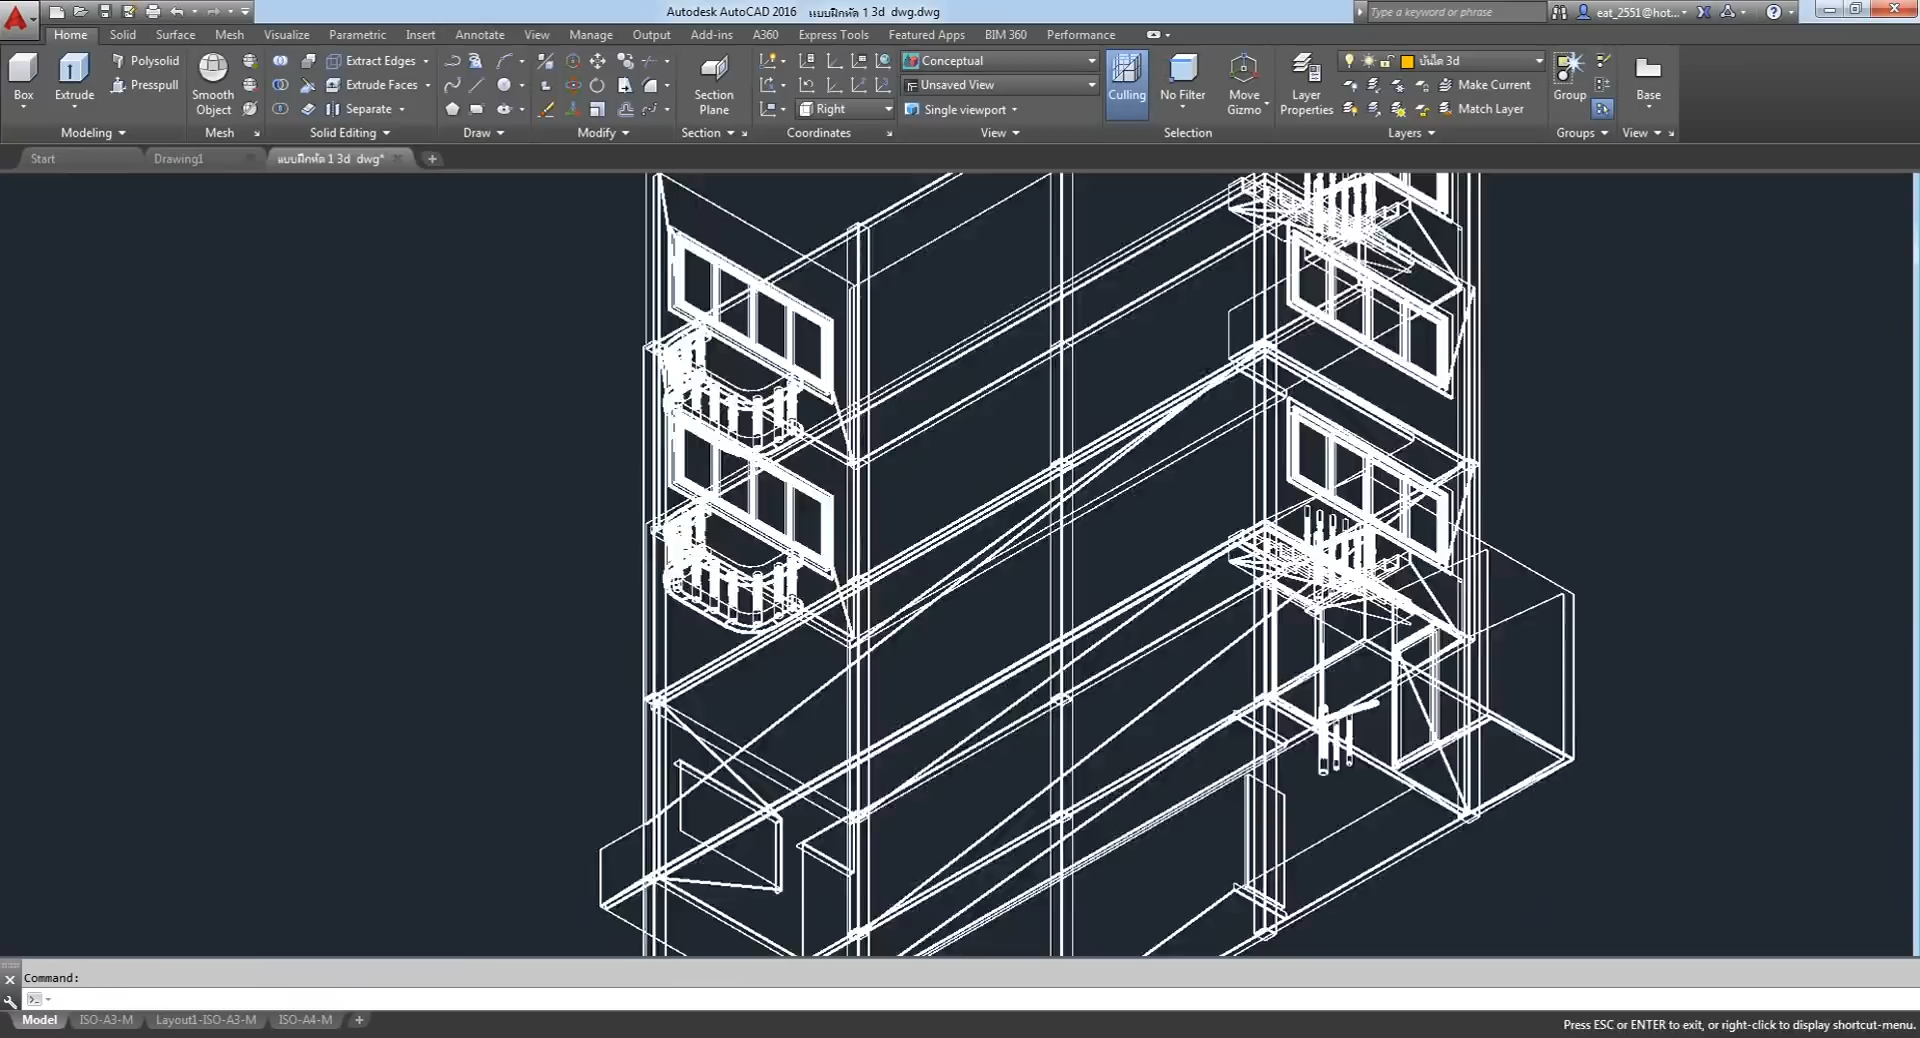 Autodesk AutoCAD 2016 แบบฝึกหัด 1 3d dwg.dwg
Type a keyword or phrase
eat_2551@hot...
Home Solid Surface Mesh Visualize Parametric Insert Annotate View Manage Output Add-ins A360 Express Tools Featured Apps BIM 360 Performance
Polysolid Extract Edges Conceptual บันได 3d
Presspull Extrude Faces Unsaved View Make Current
Box Extrude Smooth Object Section Plane Culling No Filter Move Gizmo Layer Properties Group Base
Separate Right Single viewport Match Layer
Modeling Mesh Solid Editing Draw Modify Section Coordinates View Selection Layers Groups View
Start Drawing1 แบบฝึกหัด 1 3d dwg*
Command:
Model ISO-A3-M Layout1-ISO-A3-M ISO-A4-M
Press ESC or ENTER to exit, or right-click to display shortcut-menu.